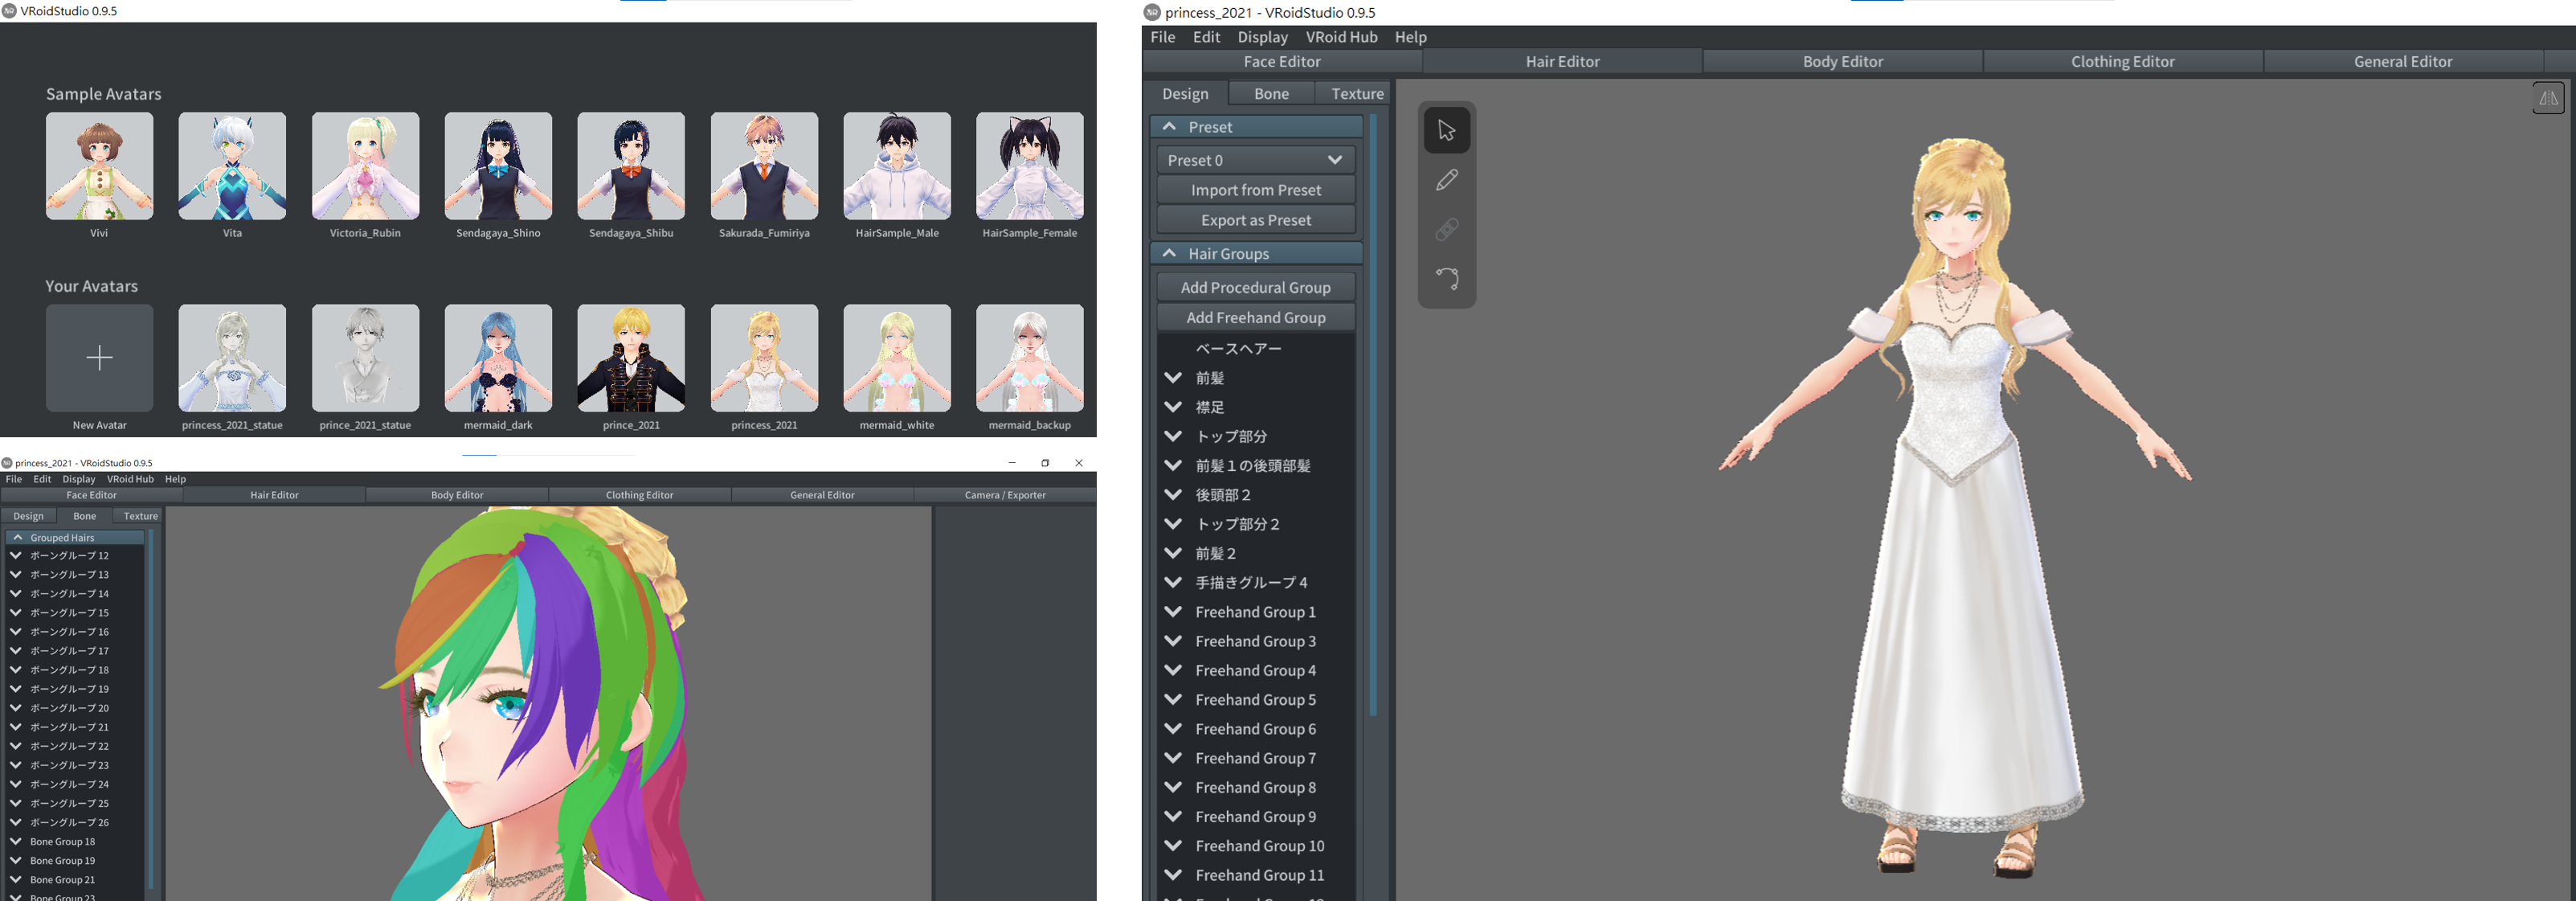 VRoidStudio 0.9.5
Sample Avatars
Vivi
Vita
Victoria_Rubin
Sendagaya_Shino
Sendagaya_Shibu
Sakurada_Fumiriya
HairSample_Male
HairSample_Female
Your Avatars
New Avatar
princess_2021_statue
prince_2021_statue
mermaid_dark
prince_2021
princess_2021
mermaid_white
mermaid_backup
princess_2021 - VRoidStudio 0.9.5
File Edit Display VRoid Hub Help
Face Editor Hair Editor Body Editor Clothing Editor General Editor Camera / Exporter
Design Bone Texture
Grouped Hairs
ボーングループ 12
ボーングループ 13
ボーングループ 14
ボーングループ 15
ボーングループ 16
ボーングループ 17
ボーングループ 18
ボーングループ 19
ボーングループ 20
ボーングループ 21
ボーングループ 22
ボーングループ 23
ボーングループ 24
ボーングループ 25
ボーングループ 26
Bone Group 18
Bone Group 19
Bone Group 21
Bone Group 23
princess_2021 - VRoidStudio 0.9.5
File Edit Display VRoid Hub Help
Face Editor Hair Editor Body Editor Clothing Editor General Editor
Design Bone Texture
Preset
Preset 0
Import from Preset
Export as Preset
Hair Groups
Add Procedural Group
Add Freehand Group
ベースヘアー
前髪
襟足
トップ部分
前髪１の後頭部髪
後頭部２
トップ部分２
前髪２
手描きグループ４
Freehand Group 1
Freehand Group 3
Freehand Group 4
Freehand Group 5
Freehand Group 6
Freehand Group 7
Freehand Group 8
Freehand Group 9
Freehand Group 10
Freehand Group 11